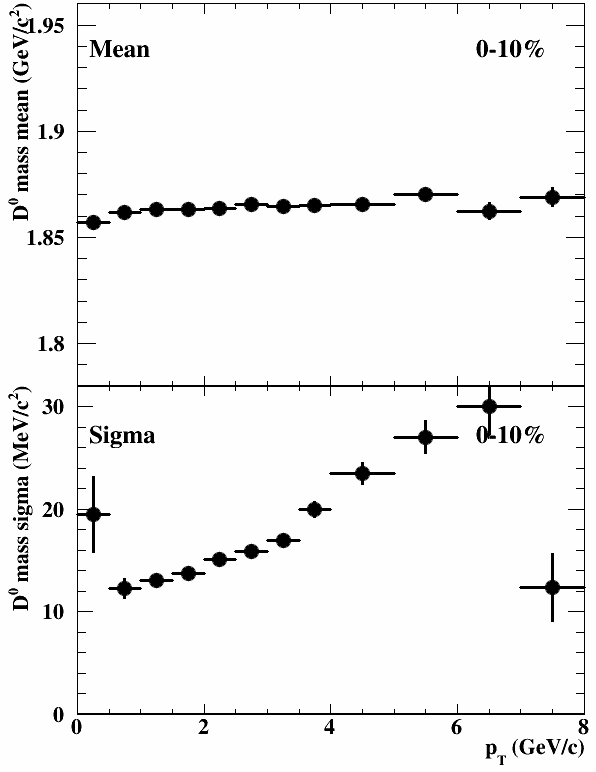 1.95
Mean 0-10%
1.9
1.85
1.8
D⁰ mass mean (GeV/c²)
30
Sigma 0-10%
20
10
0
D⁰ mass sigma (MeV/c²)
0 2 4 6 8
p_T (GeV/c)